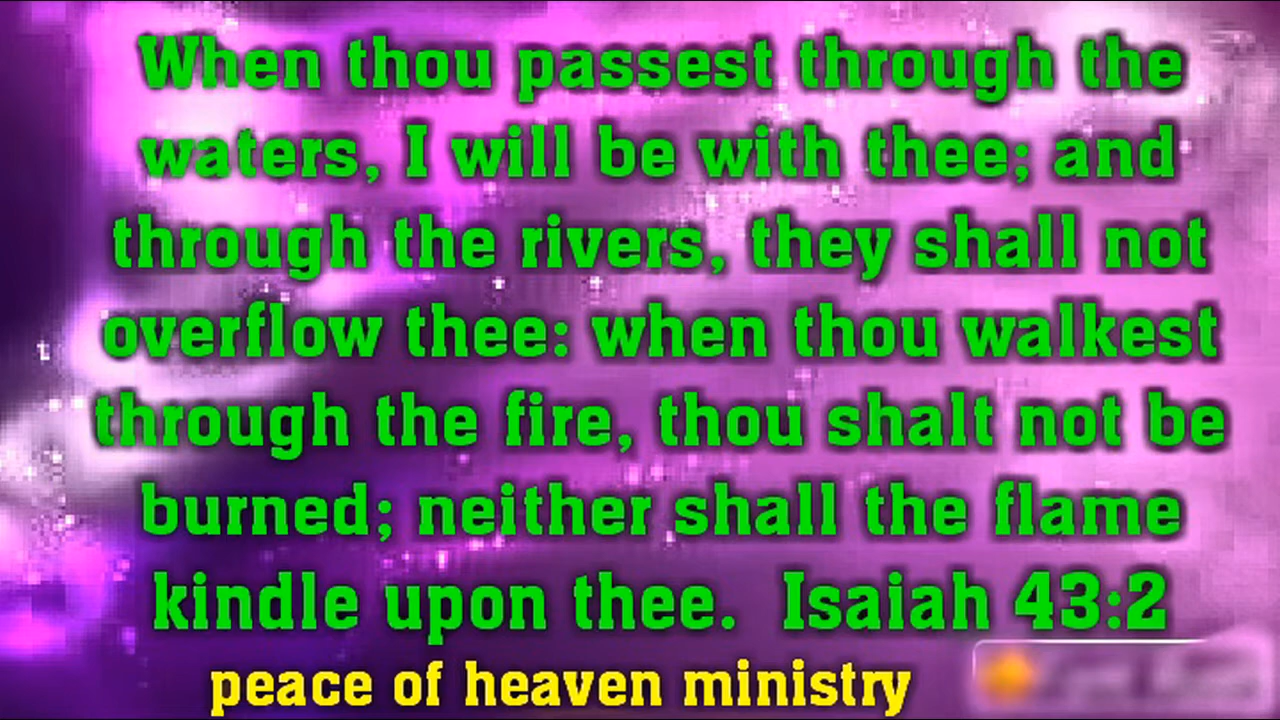 When thou passest through the
waters, I will be with thee; and
through the rivers, they shall not
overflow thee: when thou walkest
through the fire, thou shalt not be
burned; neither shall the flame
kindle upon thee.  Isaiah 43:2
peace of heaven ministry